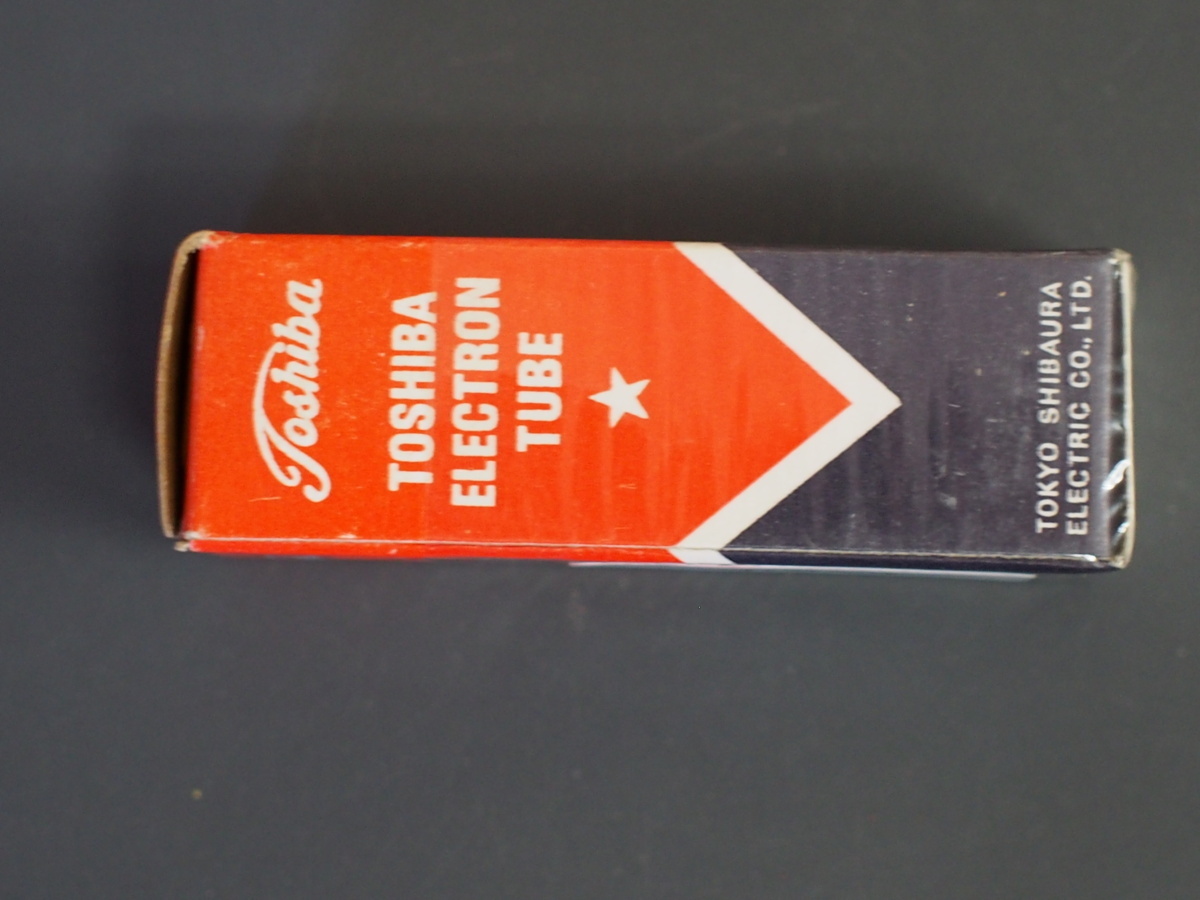 Toshiba
TOSHIBA
ELECTRON
TUBE
TOKYO SHIBAURA
ELECTRIC CO., LTD.